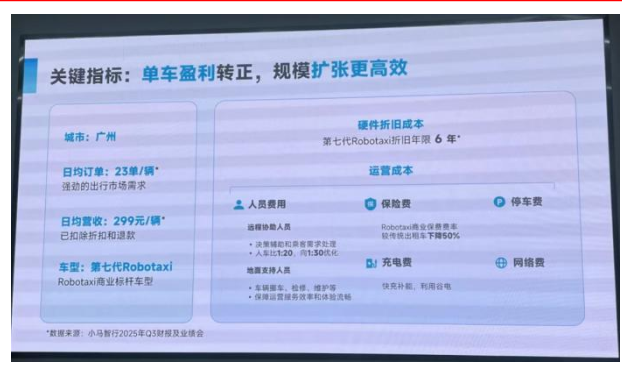 关键指标：单车盈利转正，规模扩张更高效
城市：广州
日均订单：23单/辆*
强劲的出行市场需求
日均营收：299元/辆*
已扣除折扣和退款
车型：第七代Robotaxi
Robotaxi商业标杆车型
硬件折旧成本
第七代Robotaxi折旧年限 6 年*
运营成本
人员费用
远程协助人员
• 决策辅助和乘客需求处理
• 人车比1:20，向1:30优化
地面支持人员
• 车辆挪车、检修、维护等
• 保障运营服务效率和体验流畅
保险费
Robotaxi商业保费费本
较传统出租车下降50%
充电费
快充补能，利用谷电
P 停车费
网络费
*数据来源：小马智行2025年Q3财报及业绩会